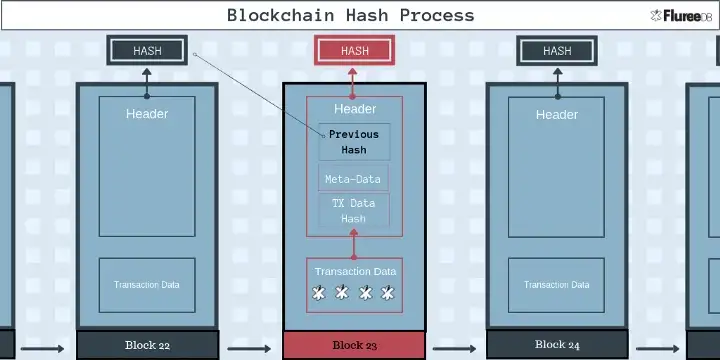 Blockchain Hash Process
FlureeDB
HASH
HASH
HASH
Header
Transaction Data
Block 22
Header
Previous
Hash
Meta-Data
TX Data
Hash
Transaction Data
Block 23
Header
Transaction Data
Block 24